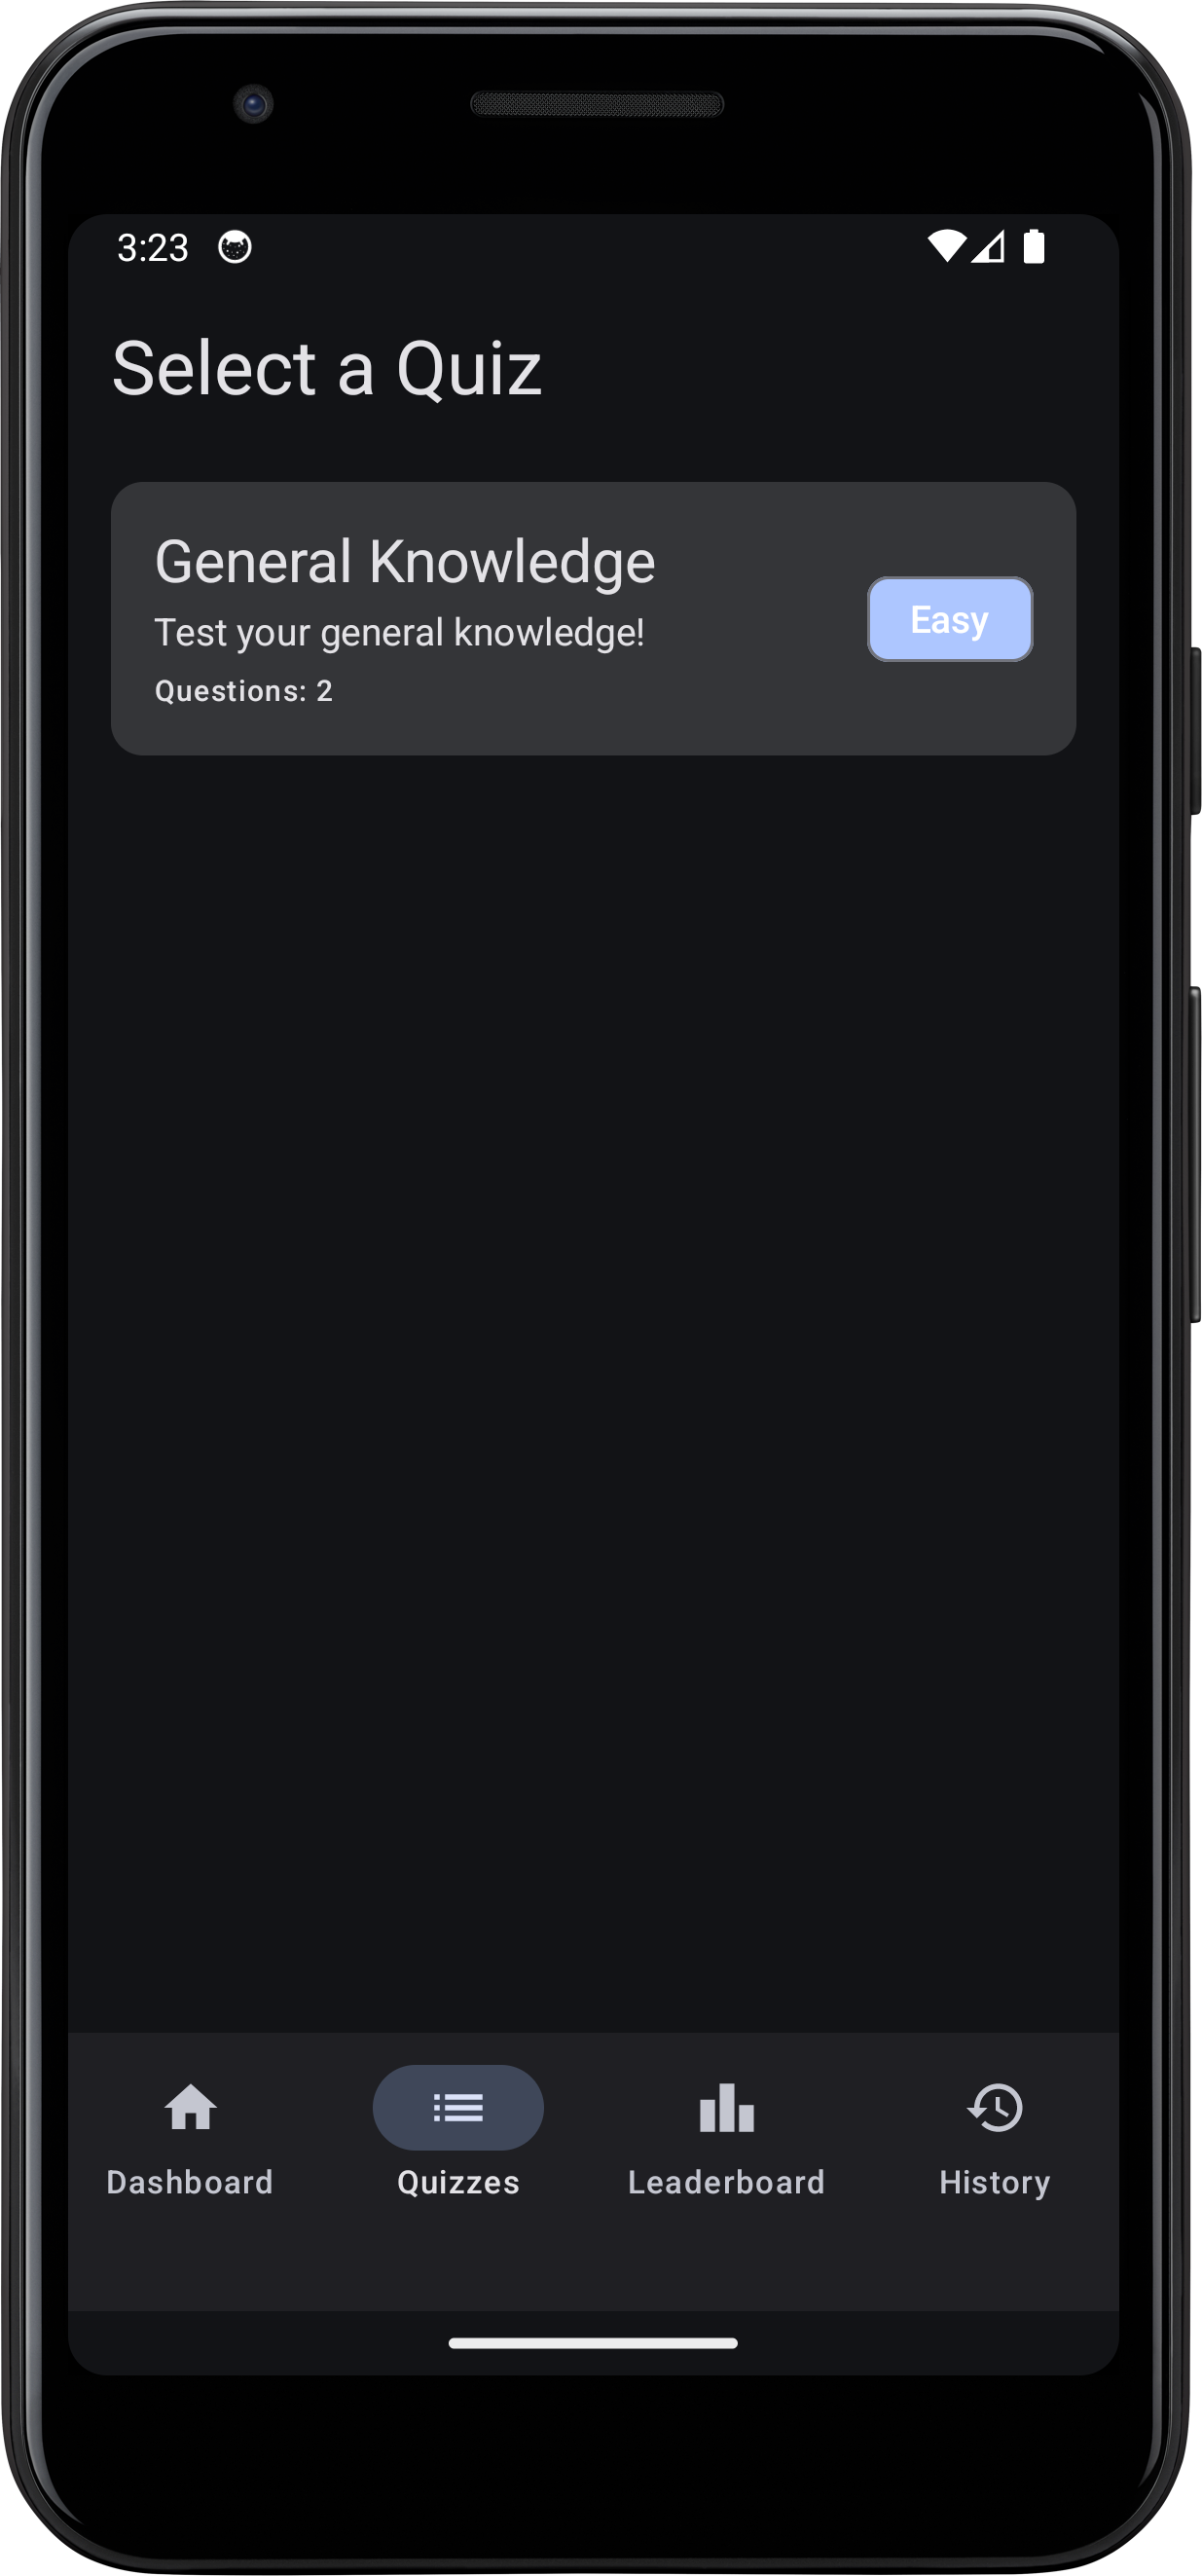 3:23
Select a Quiz
General Knowledge
Test your general knowledge!
Questions: 2
Easy
Dashboard
Quizzes
Leaderboard
History